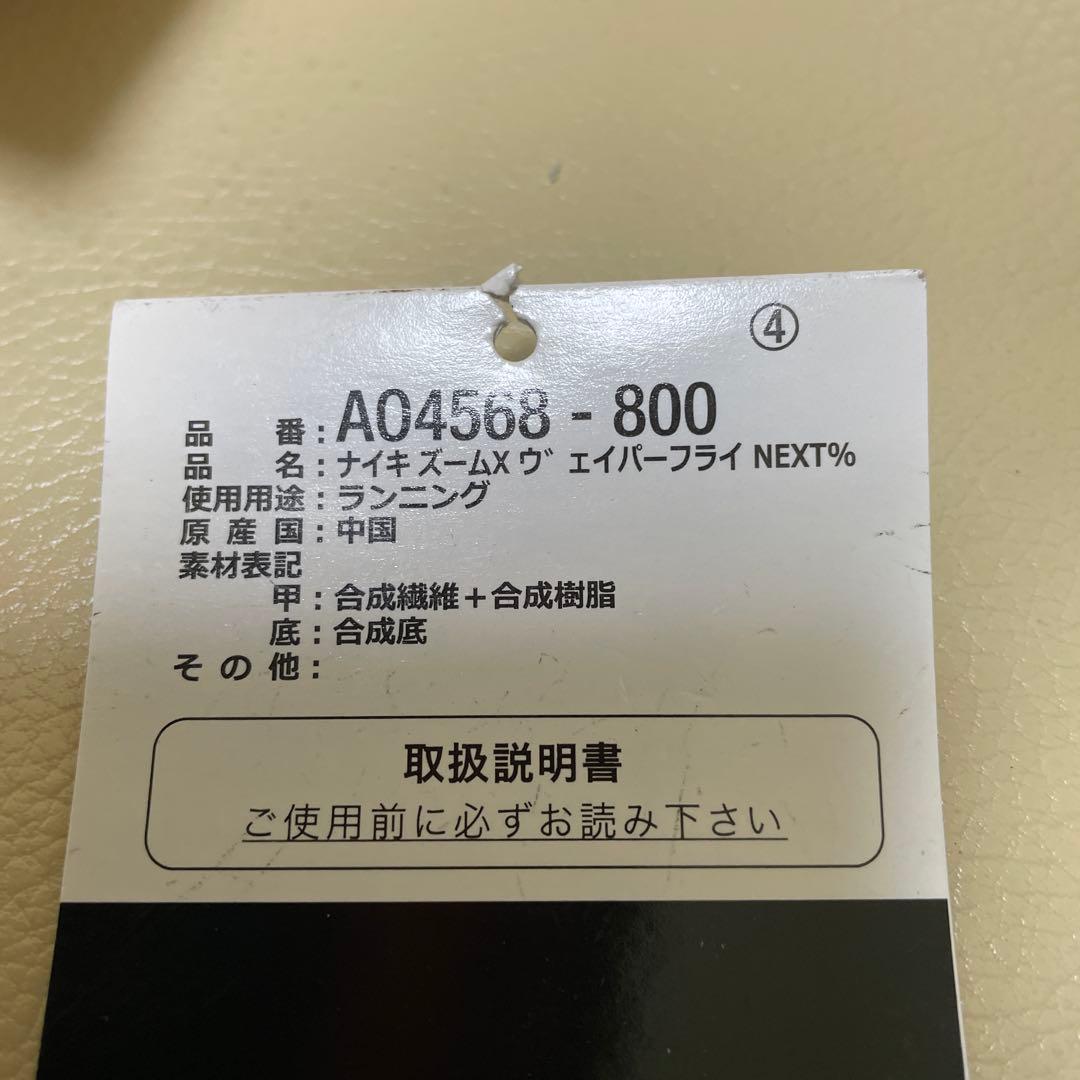 ④
品番:AO4568-800
品名:ナイキ ズームX ヴェイパーフライ NEXT%
使用用途:ランニング
原産国:中国
素材表記
甲:合成繊維+合成樹脂
底:合成底
その他:
取扱説明書
ご使用前に必ずお読み下さい